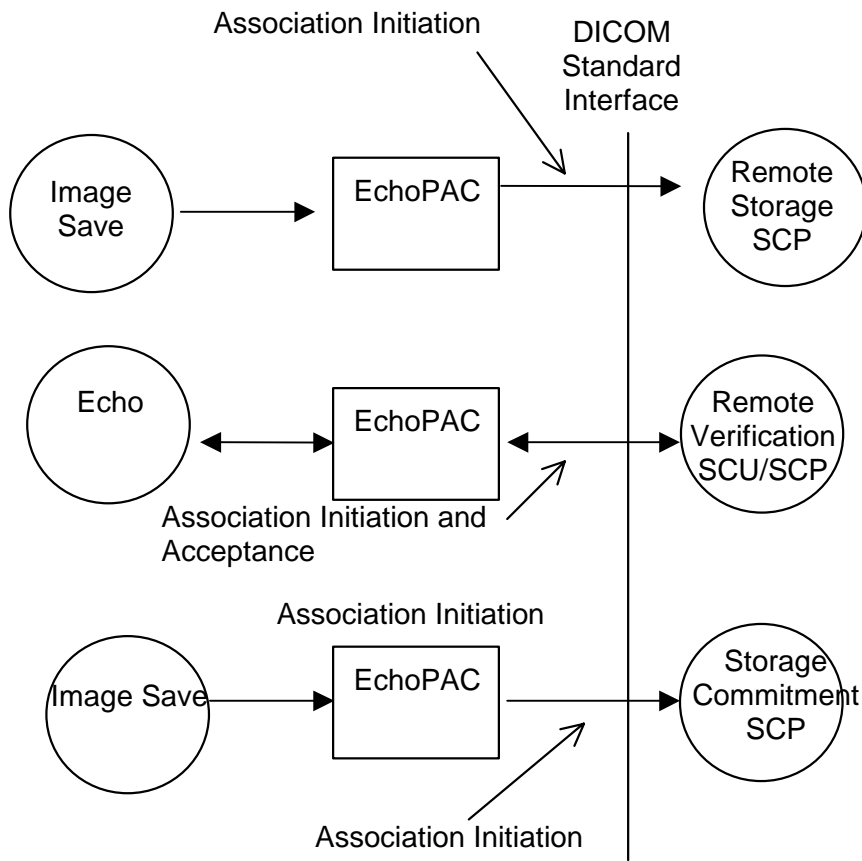 Association Initiation
DICOM
Standard
Interface
Image
Save
EchoPAC
Remote
Storage
SCP
Echo
EchoPAC
Remote
Verification
SCU/SCP
Association Initiation and
Acceptance
Association Initiation
Image Save
EchoPAC
Storage
Commitment
SCP
Association Initiation